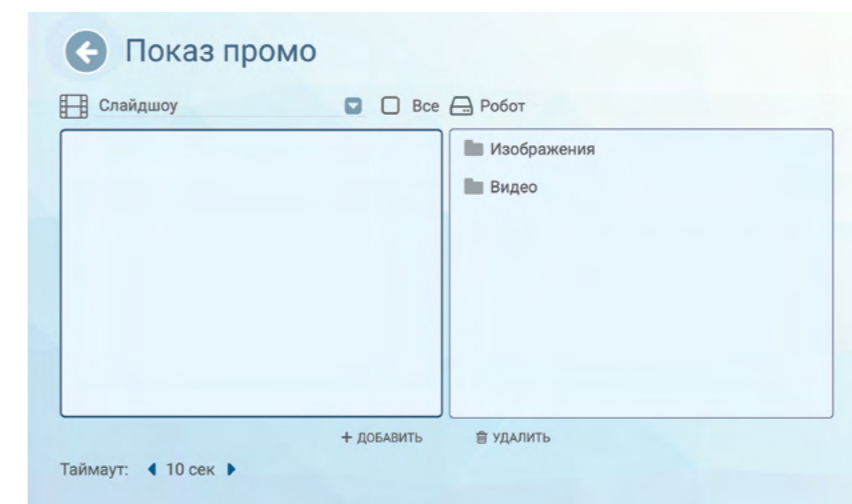 Показ промо
Слайдшоу Все Робот
Изображения
Видео
+ ДОБАВИТЬ УДАЛИТЬ
Таймаут: 10 сек